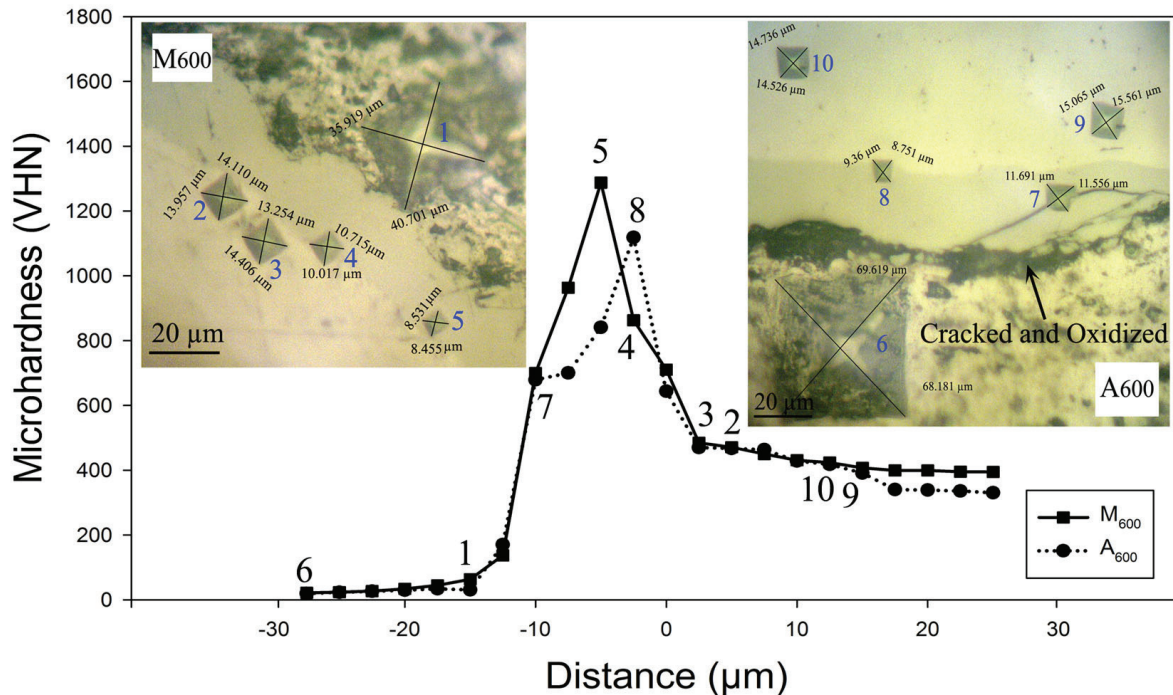 Microhardness (VHN)
1800
1600
1400
1200
1000
800
600
400
200
0
M600
35.919 µm
1
14.110 µm
13.957 µm
2
13.254 µm
40.701 µm
10.715µm
3
4
14.406 µm
10.017 µm
8.531µm
5
8.455 µm
20 µm
14.736 µm
10
14.526 µm
15.065 µm
15.561 µm
9
9.36 µm
8.751 µm
8
11.691 µm
11.556 µm
7
69.619 µm
Cracked and Oxidized
6
68.181 µm
20 µm
A600
5
8
4
7
3
2
10
9
1
6
M600
A600
-30
-20
-10
0
10
20
30
Distance (µm)